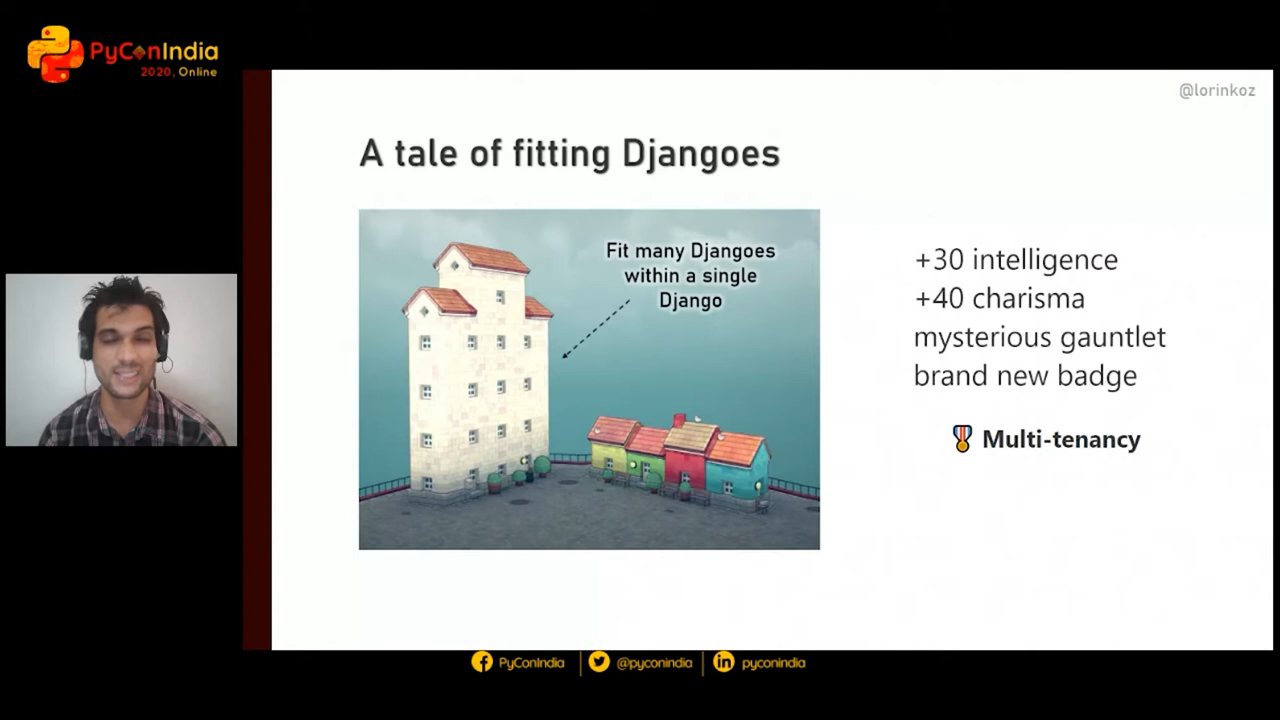 PyConIndia
2020, Online
@lorinkoz
A tale of fitting Djangoes
Fit many Djangoes
within a single
Django
+30 intelligence
+40 charisma
mysterious gauntlet
brand new badge
Multi-tenancy
PyConIndia
@pyconindia
pyconindia